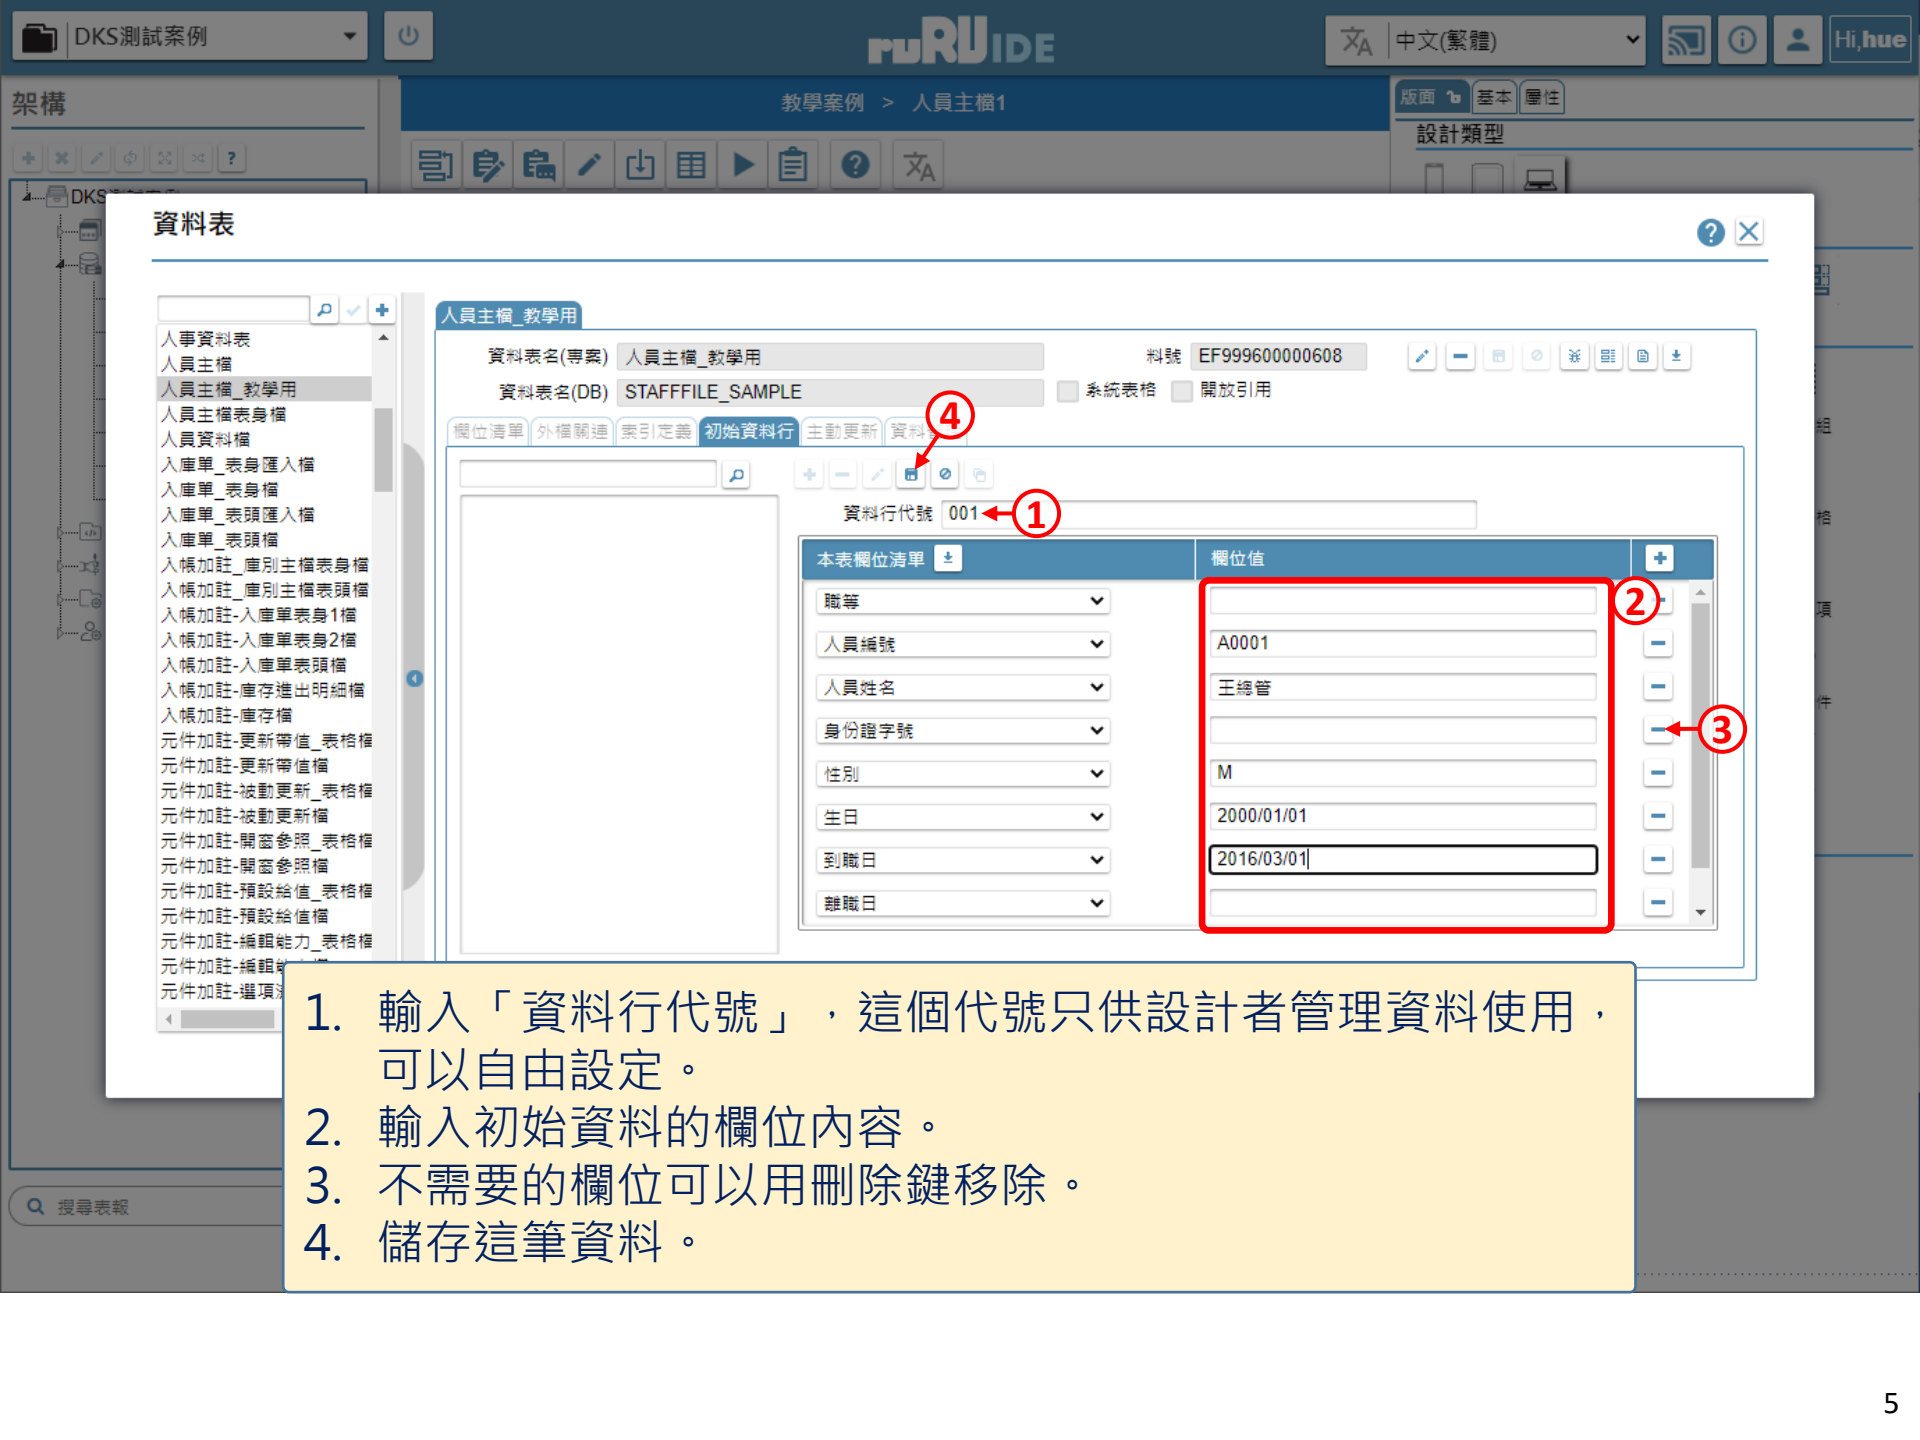 DKS測試案例
ruRUIDE
中文(繁體)
Hi,hue
架構
教學案例 > 人員主檔1
版面
基本
屬性
設計類型
DKS
資料表
人事資料表
人員主檔
人員主檔_教學用
人員主檔表身檔
人員資料檔
入庫單_表身匯入檔
入庫單_表身檔
入庫單_表頭匯入檔
入庫單_表頭檔
入帳加註_庫別主檔表身檔
入帳加註_庫別主檔表頭檔
入帳加註-入庫單表身1檔
入帳加註-入庫單表身2檔
入帳加註-入庫單表頭檔
入帳加註-庫存進出明細檔
入帳加註-庫存檔
元件加註-更新帶值_表格檔
元件加註-更新帶值檔
元件加註-被動更新_表格檔
元件加註-被動更新檔
元件加註-開窗參照_表格檔
元件加註-開窗參照檔
元件加註-預設給值_表格檔
元件加註-預設給值檔
元件加註-編輯能力_表格檔
元件加註-編輯
元件加註-選項
人員主檔_教學用
資料表名(專案) 人員主檔_教學用
料號 EF999600000608
資料表名(DB) STAFFFILE_SAMPLE
系統表格
開放引用
欄位清單
外檔關連
索引定義
初始資料行
主動更新
資料
4
資料行代號 001
1
本表欄位清單
欄位值
職等
2
人員編號 A0001
人員姓名 王總管
身份證字號
3
性別 M
生日 2000/01/01
到職日 2016/03/01
離職日
組
格
項
件
1. 輸入「資料行代號」，這個代號只供設計者管理資料使用，
可以自由設定。
2. 輸入初始資料的欄位內容。
3. 不需要的欄位可以用刪除鍵移除。
4. 儲存這筆資料。
搜尋表報
5